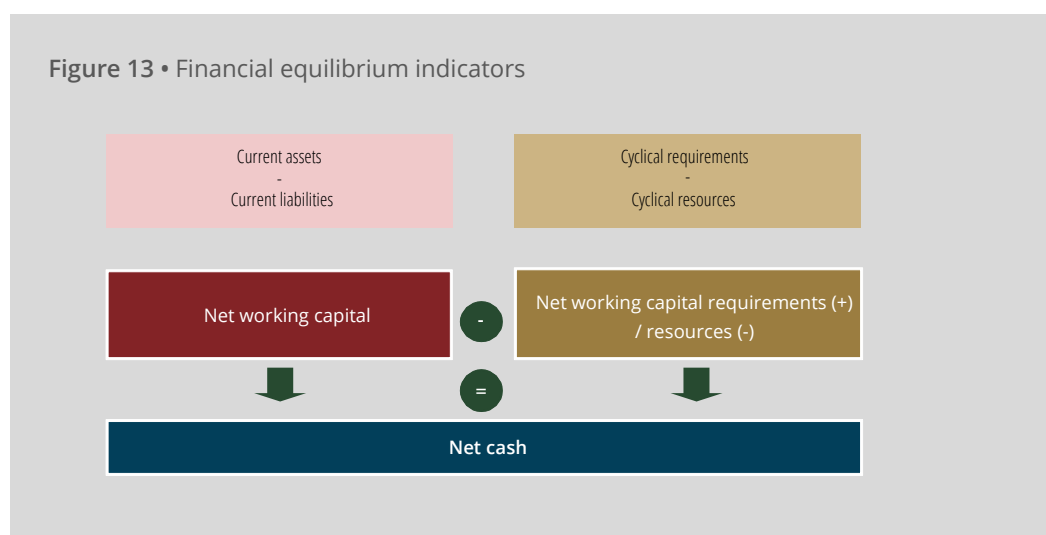 Figure 13 • Financial equilibrium indicators
Current assets
-
Current liabilities
Cyclical requirements
-
Cyclical resources
Net working capital
-
Net working capital requirements (+)
/ resources (-)
=
Net cash